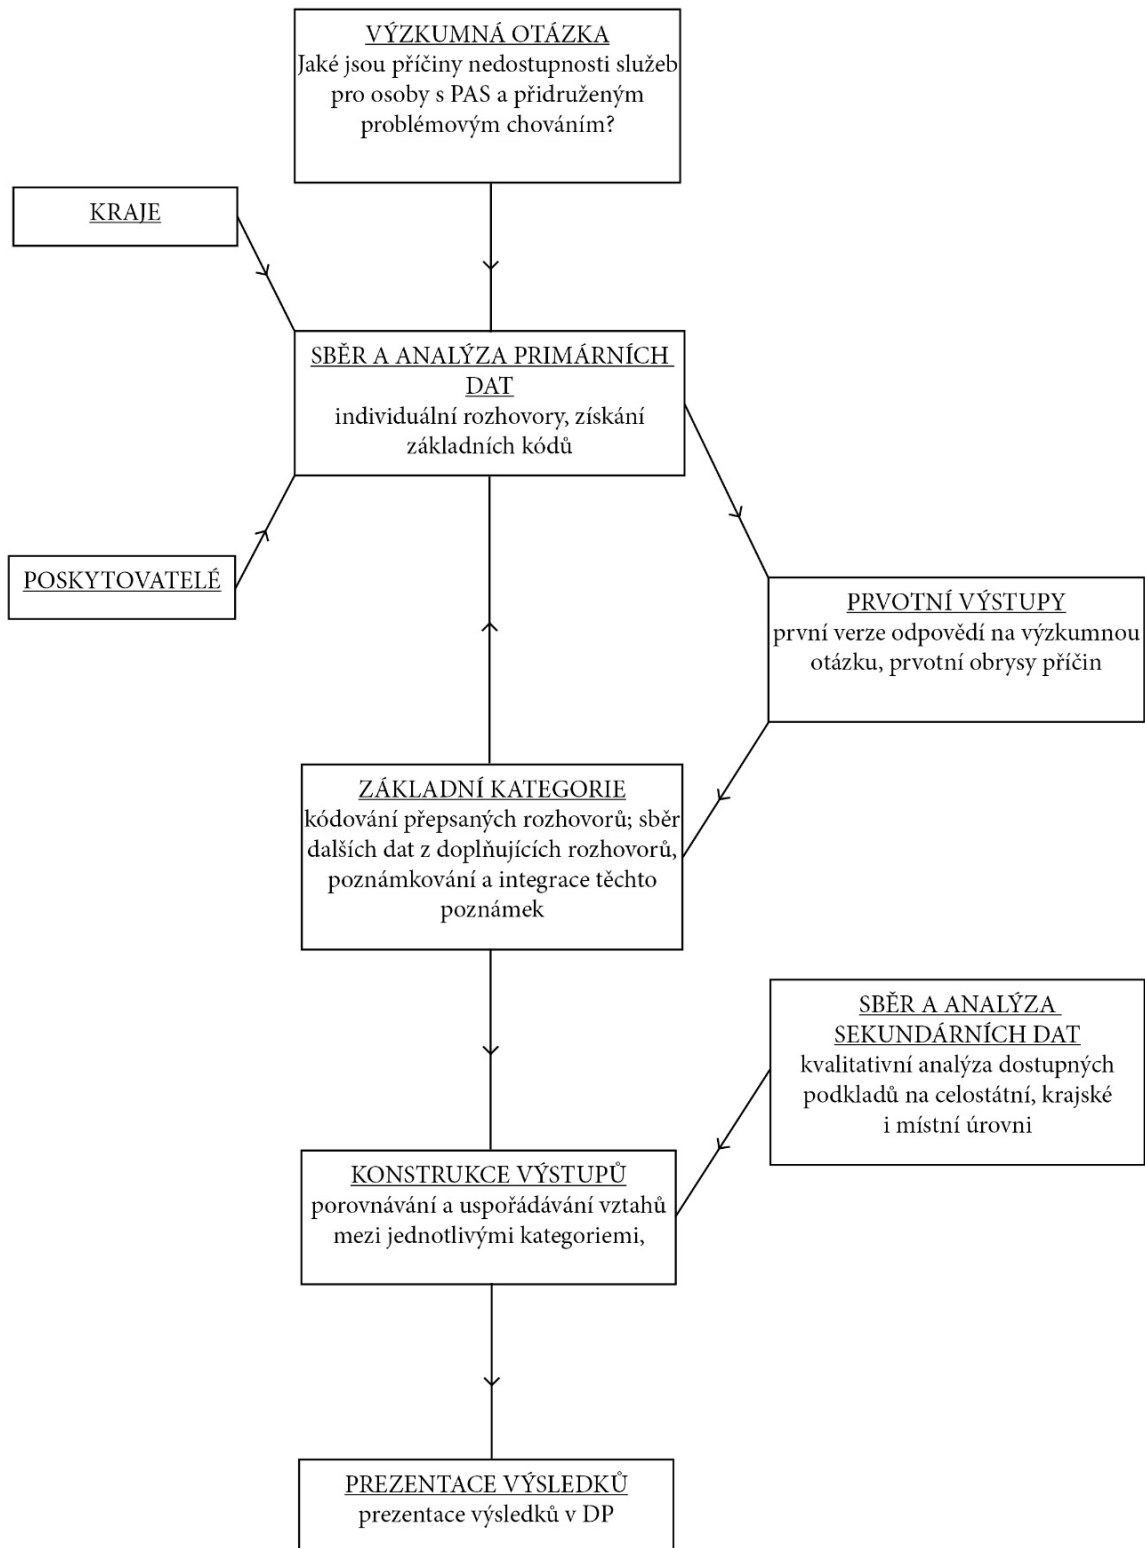 VÝZKUMNÁ OTÁZKA
Jaké jsou příčiny nedostupnosti služeb
pro osoby s PAS a přidruženým
problémovým chováním?
KRAJE
SBĚR A ANALÝZA PRIMÁRNÍCH
DAT
individuální rozhovory, získání
základních kódů
POSKYTOVATELÉ
PRVOTNÍ VÝSTUPY
první verze odpovědí na výzkumnou
otázku, prvotní obrysy příčin
ZÁKLADNÍ KATEGORIE
kódování přepsaných rozhovorů; sběr
dalších dat z doplňujících rozhovorů,
poznámkování a integrace těchto
poznámek
SBĚR A ANALÝZA
SEKUNDÁRNÍCH DAT
kvalitativní analýza dostupných
podkladů na celostátní, krajské
i místní úrovni
KONSTRUKCE VÝSTUPŮ
porovnávání a uspořádávání vztahů
mezi jednotlivými kategoriemi,
PREZENTACE VÝSLEDKŮ
prezentace výsledků v DP